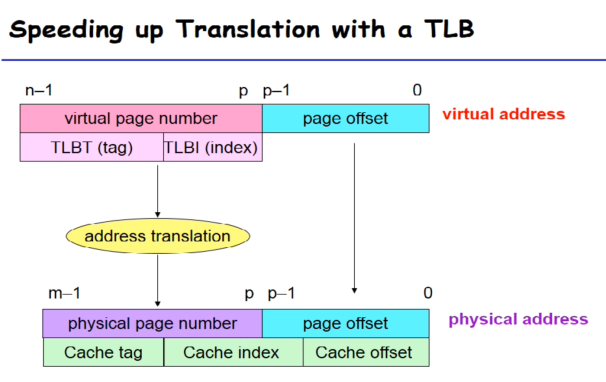 Speeding up Translation with a TLB
n–1 p p–1 0
virtual page number page offset virtual address
TLBT (tag) TLBI (index)
address translation
m–1 p p–1 0
physical page number page offset physical address
Cache tag Cache index Cache offset